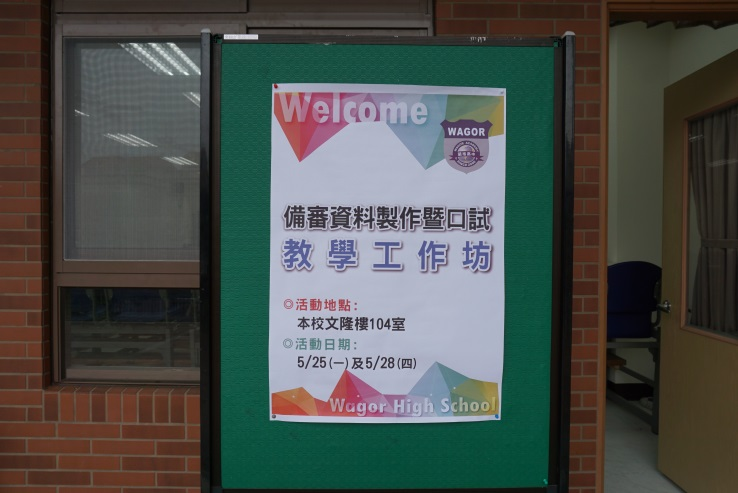 Welcome
WAGOR
備審資料製作暨口試
教學工作坊
◎活動地點：
本校文隆樓104室
◎活動日期：
5/25(一)及5/28(四)
Wagor High School